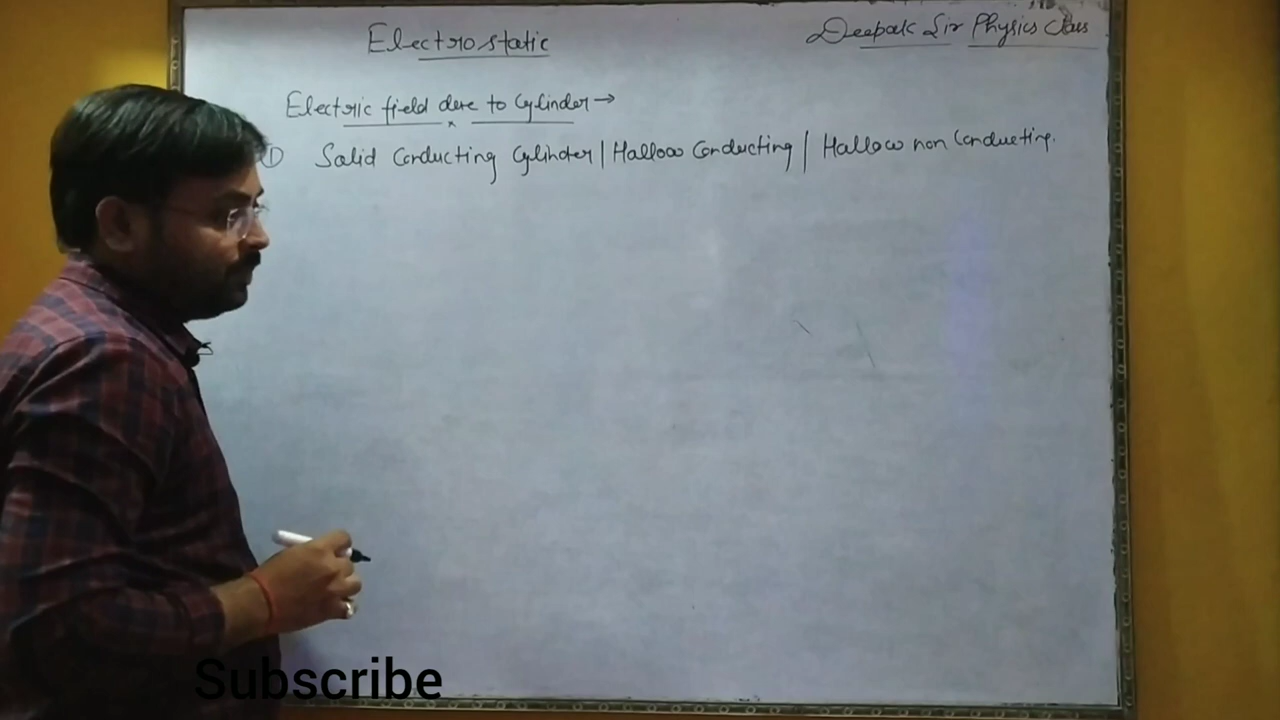 Electrostatic
Deepak Sir Physics Class
Electric field due to Cylinder→
① Solid Conducting Cylinder | Hallow Conducting | Hallow non Conducting.
Subscribe